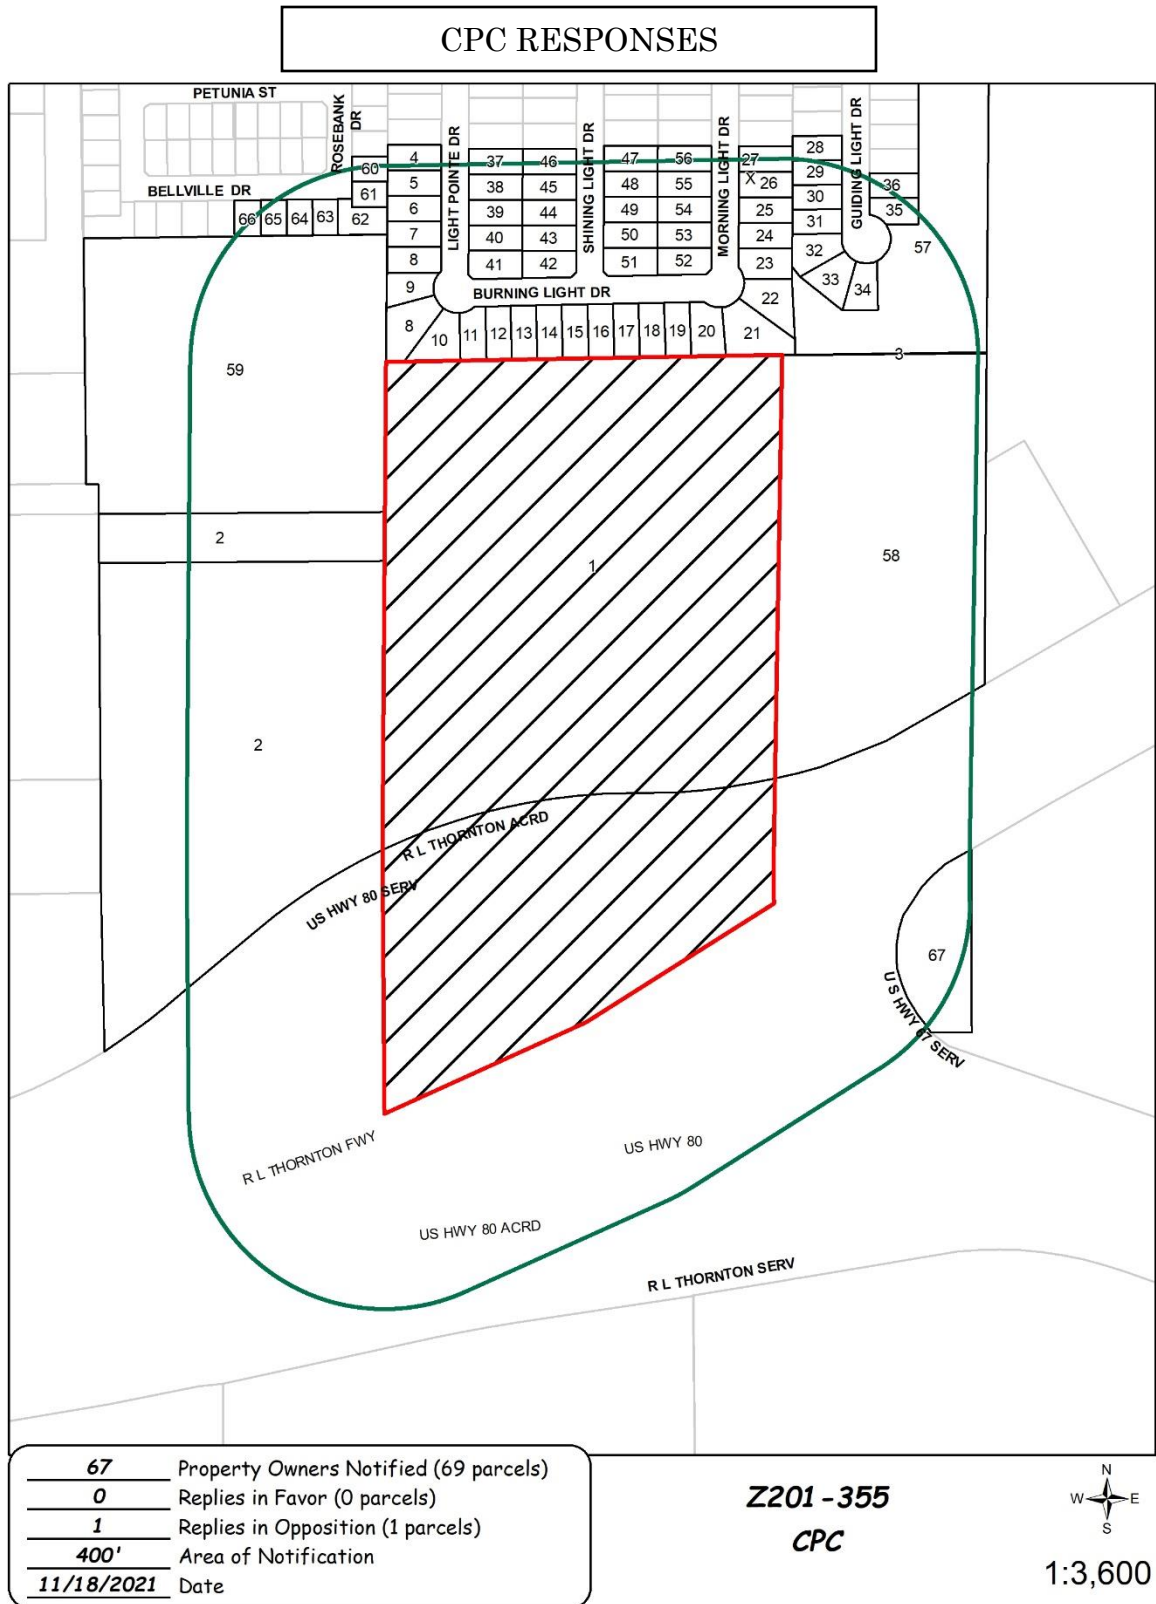 CPC RESPONSES
PETUNIA ST
ROSEBANK DR
BELLVILLE DR
LIGHT POINTE DR
SHINING LIGHT DR
MORNING LIGHT DR
GUIDING LIGHT DR
BURNING LIGHT DR
60
61
66 65 64 63 62
4
5
6
7
8
9
8
10 11 12 13 14 15 16 17 18 19 20 21
22
37 46
38 45
39 44
40 43
41 42
47 56
48 55
49 54
50 53
51 52
27
X 26
25
24
23
28
29
30
31
32
33
34
36
35
57
3
59
2
1
58
2
R L THORNTON ACRD
US HWY 80 SERV
67
U S HWY 67 SERV
R L THORNTON FWY
US HWY 80
US HWY 80 ACRD
R L THORNTON SERV
67 Property Owners Notified (69 parcels)
0 Replies in Favor (0 parcels)
1 Replies in Opposition (1 parcels)
400' Area of Notification
11/18/2021 Date
Z201-355
CPC
N
W E
S
1:3,600